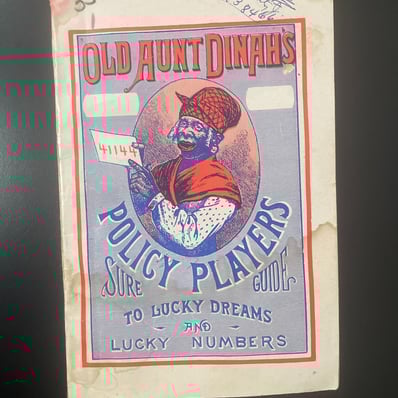 OLD AUNT DINAH'S
41144
POLICY PLAYERS
SURE GUIDE
TO LUCKY DREAMS
AND
LUCKY NUMBERS